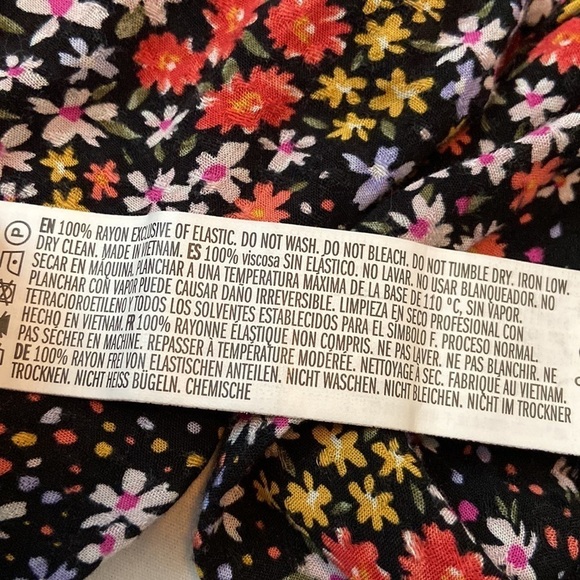 P
EN 100% RAYON EXCLUSIVE OF ELASTIC. DO NOT WASH. DO NOT BLEACH. DO NOT TUMBLE DRY. IRON LOW.
DRY CLEAN. MADE IN VIETNAM. ES 100% viscosa SIN ELÁSTICO. NO LAVAR. NO USAR BLANQUEADOR. NO
SECAR EN MÁQUINA. PLANCHAR A UNA TEMPERATURA MÁXIMA DE LA BASE DE 110 °C, SIN VAPOR.
PLANCHAR CON VAPOR PUEDE CAUSAR DAÑO IRREVERSIBLE. LIMPIEZA EN SECO PROFESIONAL CON
TETRACLOROETILENO Y TODOS LOS SOLVENTES ESTABLECIDOS PARA EL SÍMBOLO F. PROCESO NORMAL.
HECHO EN VIETNAM. FR 100% RAYONNE ÉLASTIQUE NON COMPRIS. NE PAS LAVER. NE PAS BLANCHIR. NE
PAS SÉCHER EN MACHINE. REPASSER À TEMPÉRATURE MODÉRÉE. NETTOYAGE À SEC. FABRIQUÉ AU VIETNAM.
DE 100% RAYON FREI VON ELASTISCHEN ANTEILEN. NICHT WASCHEN. NICHT BLEICHEN. NICHT IM TROCKNER
TROCKNEN. NICHT HEISS BÜGELN. CHEMISCHE